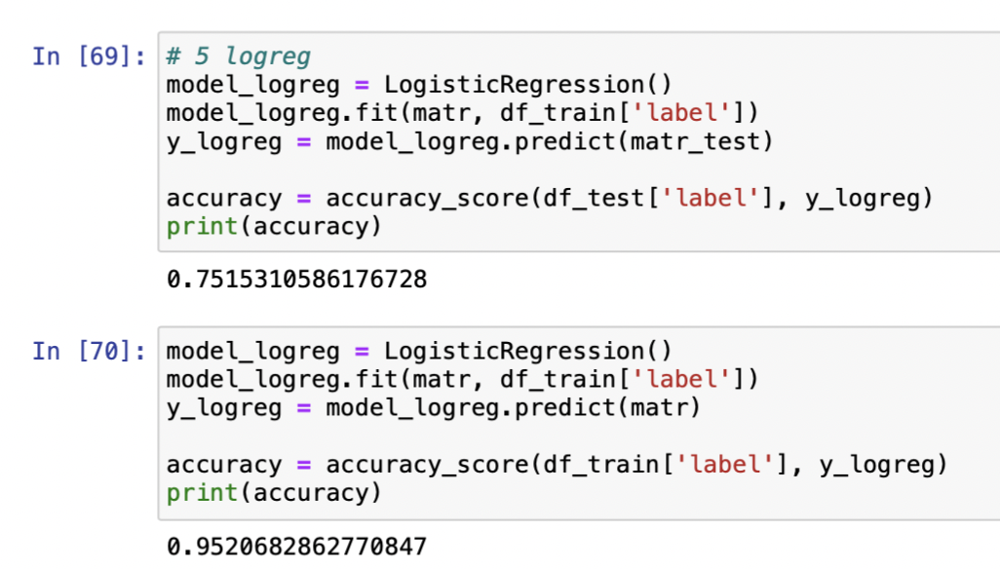 In [69]: # 5 logreg
model_logreg = LogisticRegression()
model_logreg.fit(matr, df_train['label'])
y_logreg = model_logreg.predict(matr_test)
accuracy = accuracy_score(df_test['label'], y_logreg)
print(accuracy)
0.7515310586176728
In [70]: model_logreg = LogisticRegression()
model_logreg.fit(matr, df_train['label'])
y_logreg = model_logreg.predict(matr)
accuracy = accuracy_score(df_train['label'], y_logreg)
print(accuracy)
0.9520682862770847